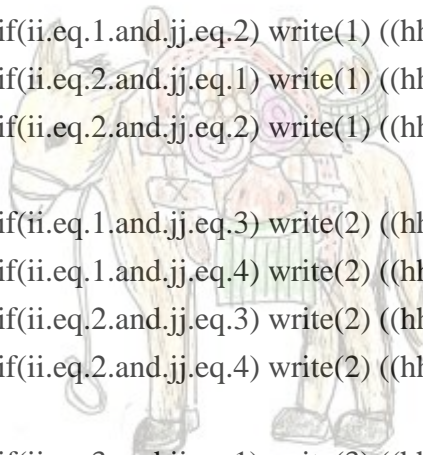 if(ii.eq.1.and.jj.eq.2) write(1) ((hh
if(ii.eq.2.and.jj.eq.1) write(1) ((hh
if(ii.eq.2.and.jj.eq.2) write(1) ((hh
if(ii.eq.1.and.jj.eq.3) write(2) ((hh
if(ii.eq.1.and.jj.eq.4) write(2) ((hh
if(ii.eq.2.and.jj.eq.3) write(2) ((hh
if(ii.eq.2.and.jj.eq.4) write(2) ((hh